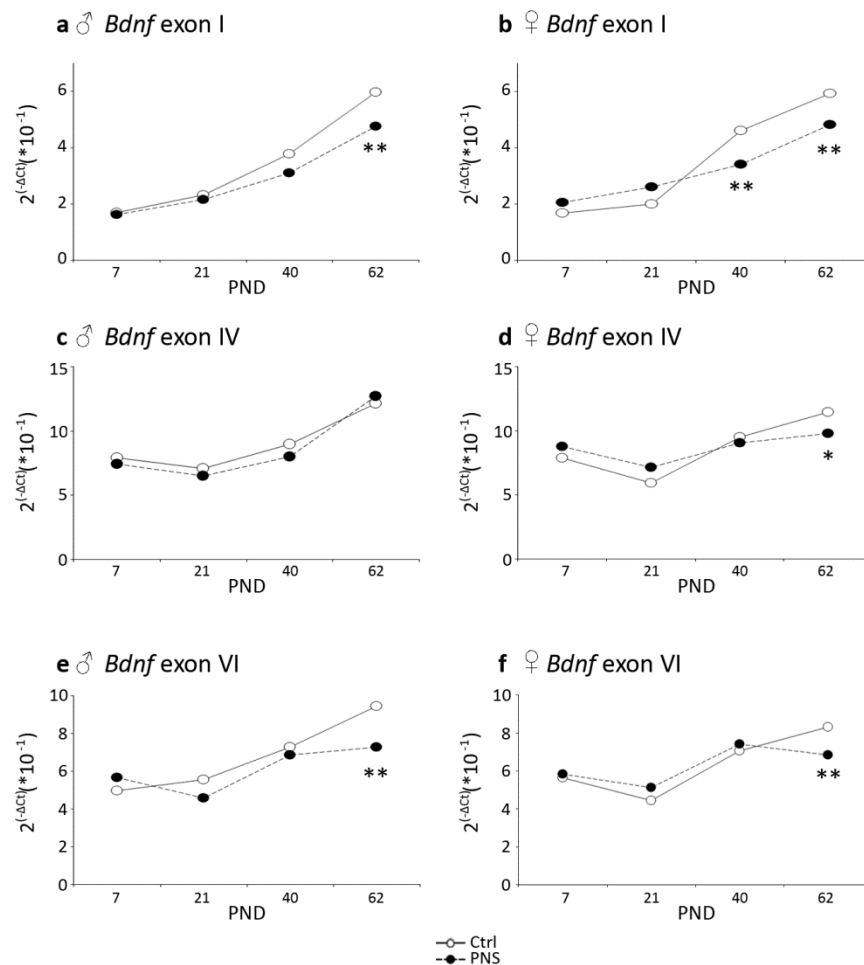 a ♂ Bdnf exon I
2^(-ΔCt)(*10^-1)
6
4
2
0
**
7 21 40 62
PND
b ♀ Bdnf exon I
2^(-ΔCt)(*10^-1)
6
4
2
0
**
**
7 21 40 62
PND
c ♂ Bdnf exon IV
2^(-ΔCt)(*10^-1)
15
10
5
0
7 21 40 62
PND
d ♀ Bdnf exon IV
2^(-ΔCt)(*10^-1)
15
10
5
0
*
7 21 40 62
PND
e ♂ Bdnf exon VI
2^(-ΔCt)(*10^-1)
10
8
6
4
2
0
**
7 21 40 62
PND
f ♀ Bdnf exon VI
2^(-ΔCt)(*10^-1)
10
8
6
4
2
0
**
7 21 40 62
PND
Ctrl
PNS